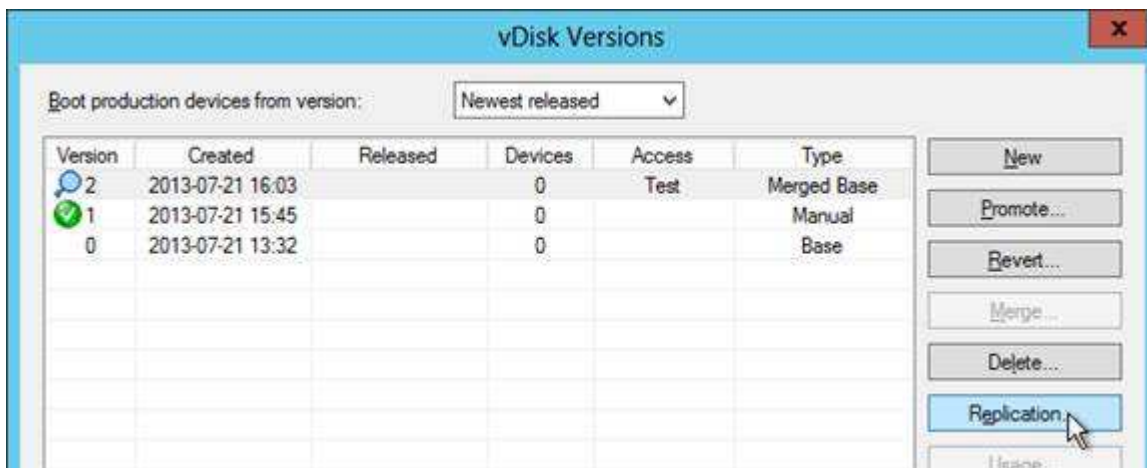 vDisk Versions
x
Boot production devices from version: Newest released
Version Created Released Devices Access Type
2 2013-07-21 16:03 0 Test Merged Base
1 2013-07-21 15:45 0 Manual
0 2013-07-21 13:32 0 Base
New
Promote...
Revert...
Merge...
Delete...
Replication...
Usage...